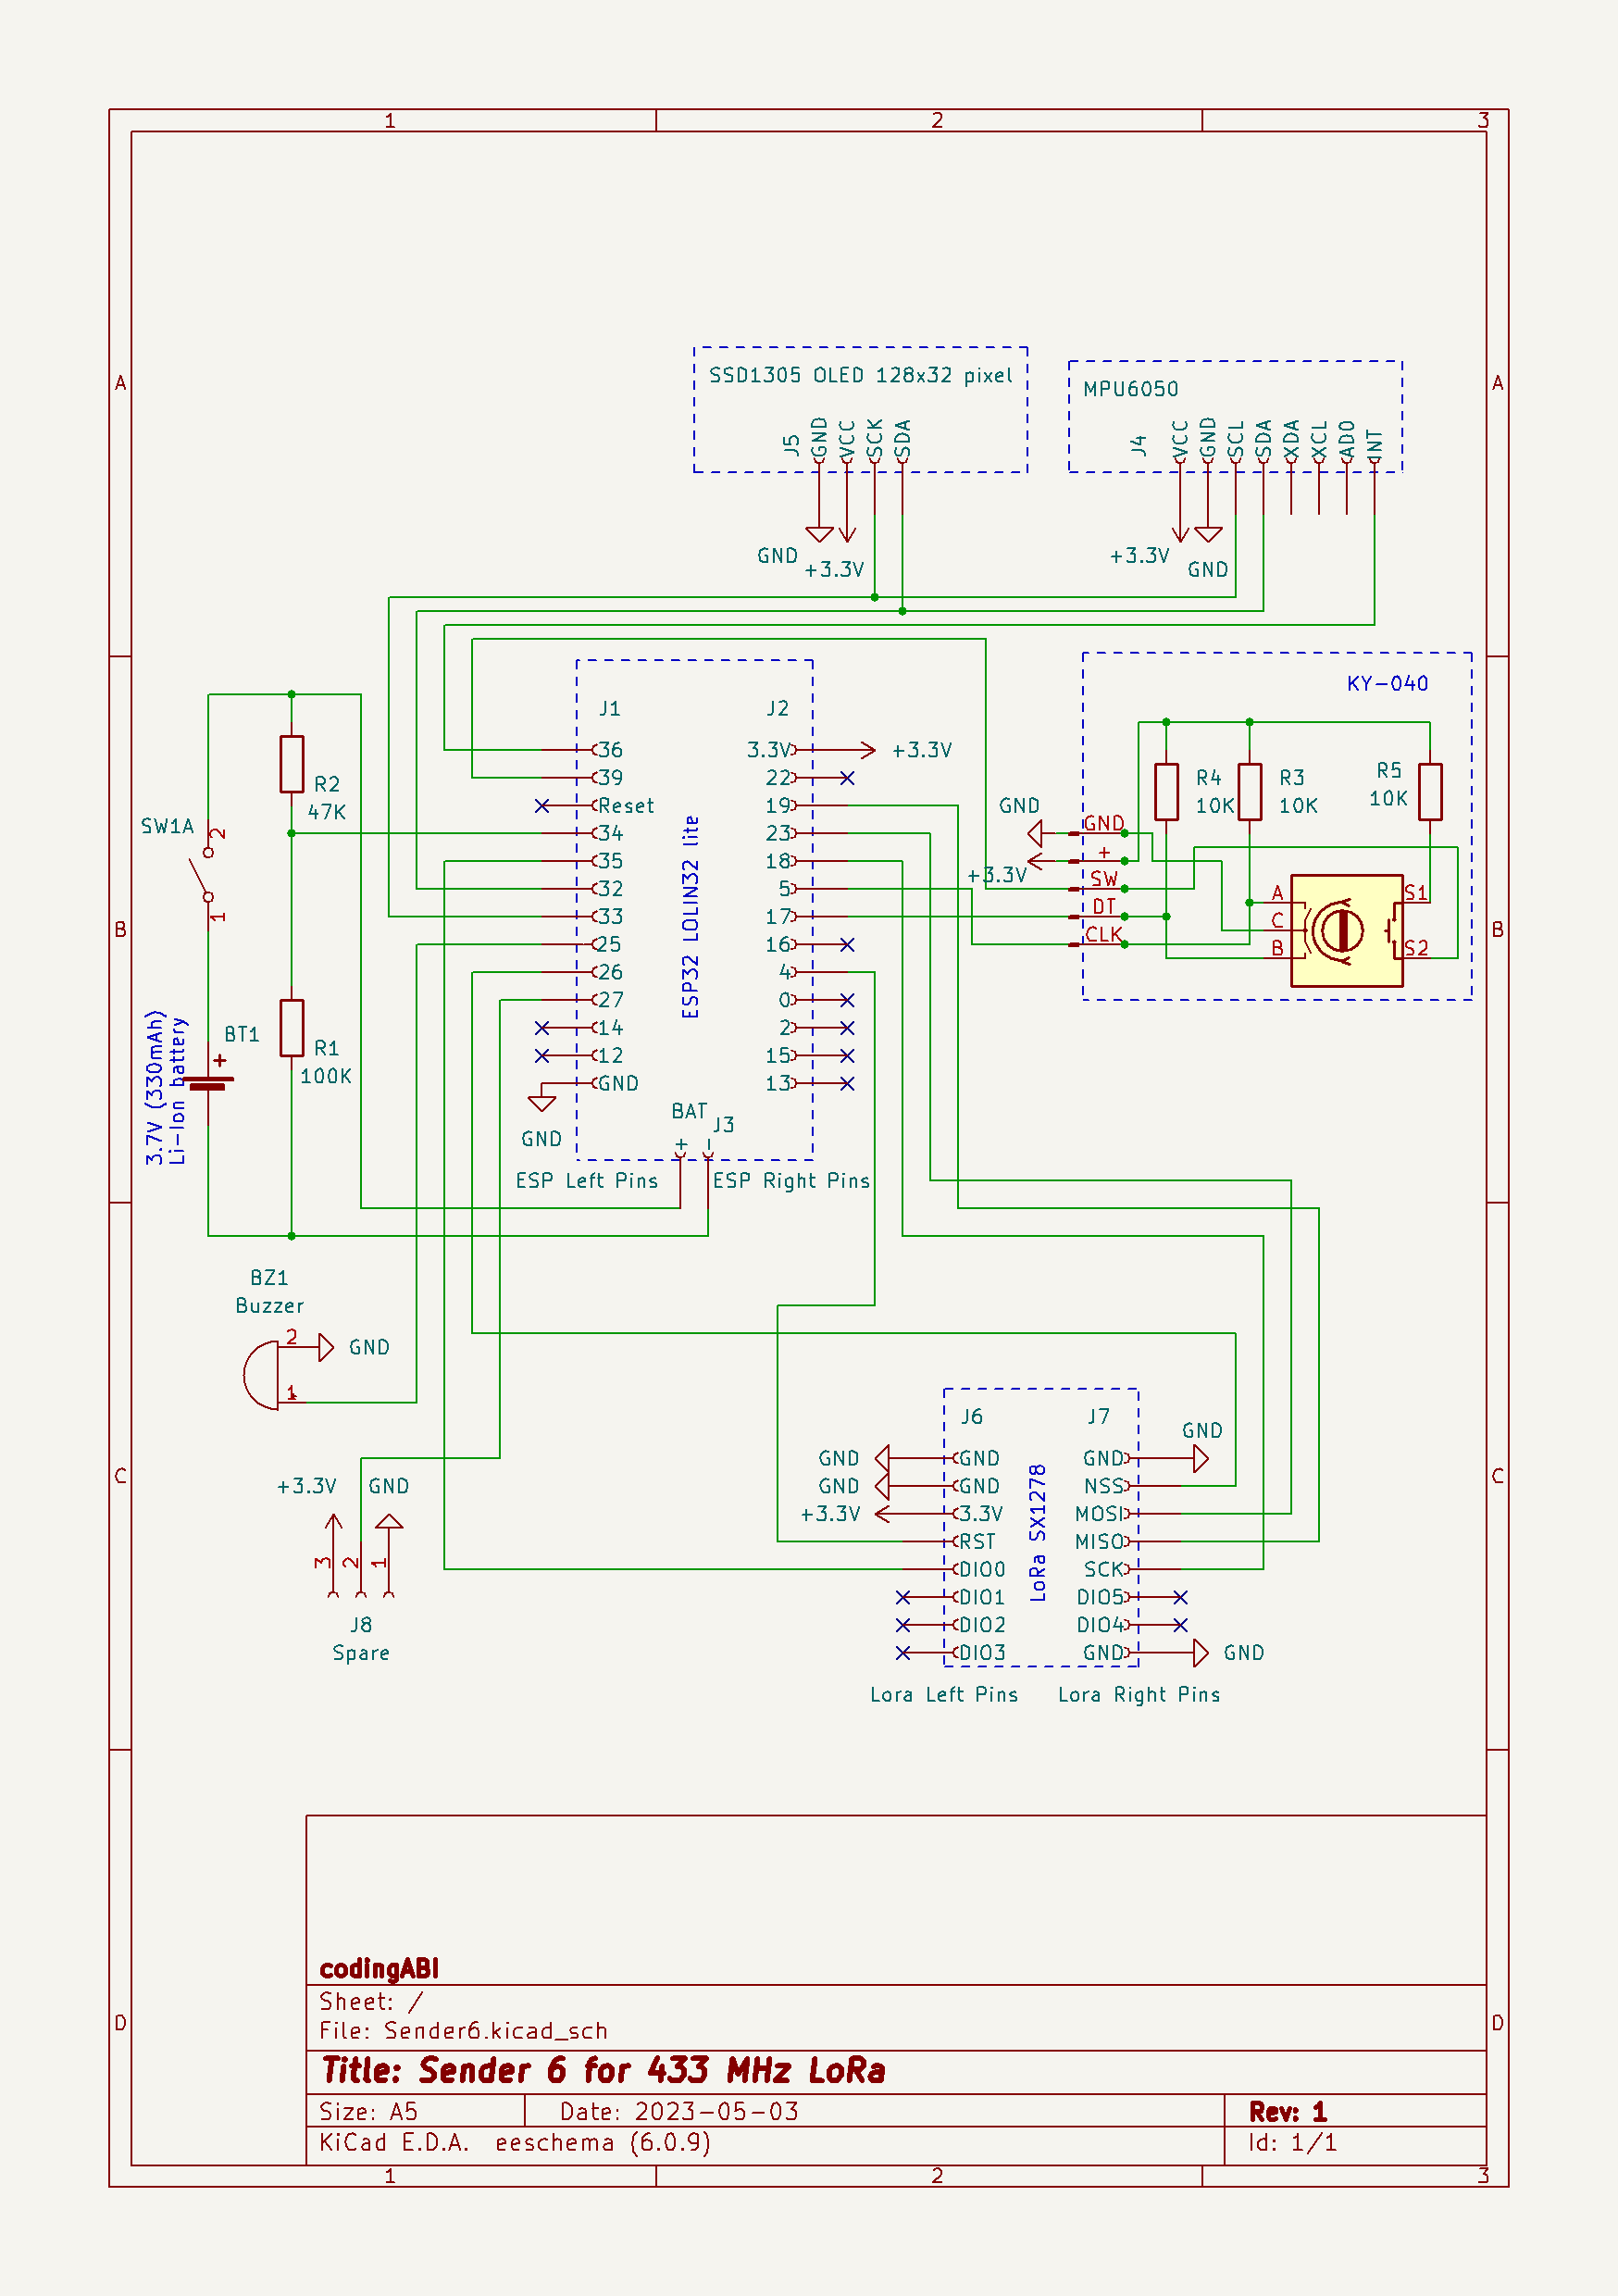 1
2
3
A
A
SSD1305 OLED 128x32 pixel
J5
GND
VCC
SCK
SDA
GND
+3.3V
MPU6050
J4
VCC
GND
SCL
SDA
XDA
XCL
AD0
INT
+3.3V
GND
SW1A
2
1
R2
47K
R1
100K
BT1
+
3.7V (330mAh)
Li-Ion battery
J1
36
39
Reset
34
35
32
33
25
26
27
14
12
GND
GND
ESP32 LOLIN32 lite
J2
3.3V
22
19
23
18
5
17
16
4
0
2
15
13
+3.3V
BAT
J3
+
-
ESP Left Pins
ESP Right Pins
KY-040
R4
10K
R3
10K
R5
10K
GND
+3.3V
GND
+
SW
DT
CLK
A
C
B
S1
S2
B
B
BZ1
Buzzer
2
GND
1
+3.3V
GND
3
2
1
J8
Spare
J6
J7
GND
GND
GND
GND
+3.3V
3.3V
RST
DIO0
DIO1
DIO2
DIO3
LoRa SX1278
GND
GND
NSS
MOSI
MISO
SCK
DIO5
DIO4
GND
GND
Lora Left Pins
Lora Right Pins
C
C
codingABI
Sheet: /
File: Sender6.kicad_sch
Title: Sender 6 for 433 MHz LoRa
Size: A5
Date: 2023-05-03
Rev: 1
KiCad E.D.A. eeschema (6.0.9)
Id: 1/1
D
D
1
2
3